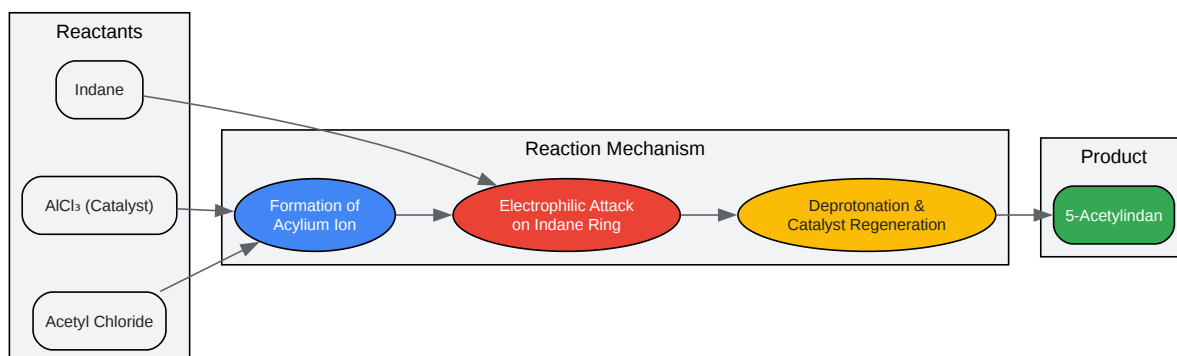 Reactants
Indane
AlCl₃ (Catalyst)
Acetyl Chloride
Reaction Mechanism
Formation of
Acylium Ion
Electrophilic Attack
on Indane Ring
Deprotonation &
Catalyst Regeneration
Product
5-Acetylindan